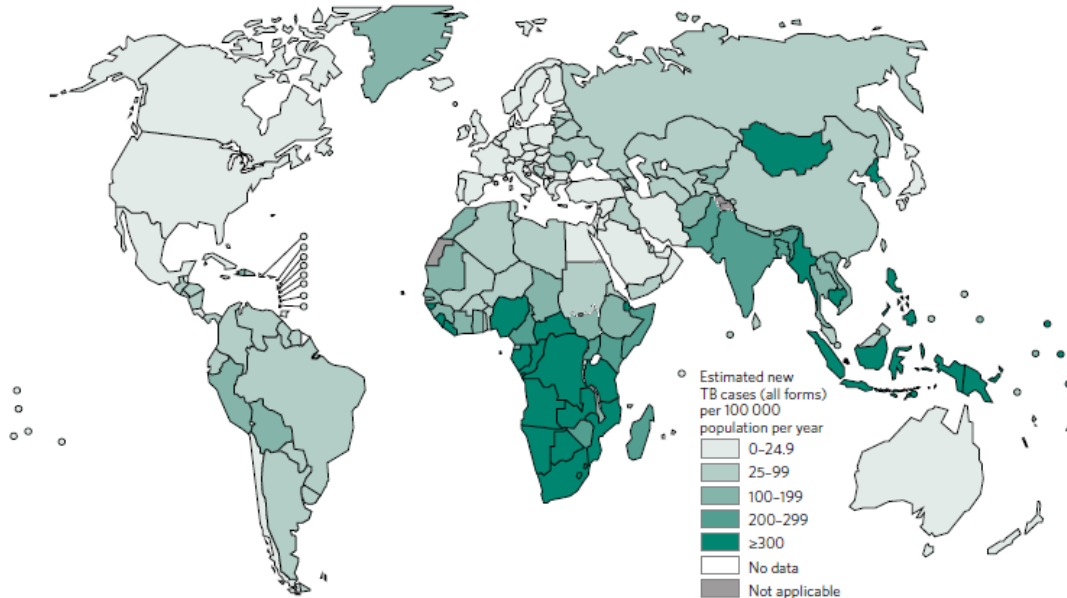 Estimated new
TB cases (all forms)
per 100 000
population per year
0–24.9
25–99
100–199
200–299
≥300
No data
Not applicable